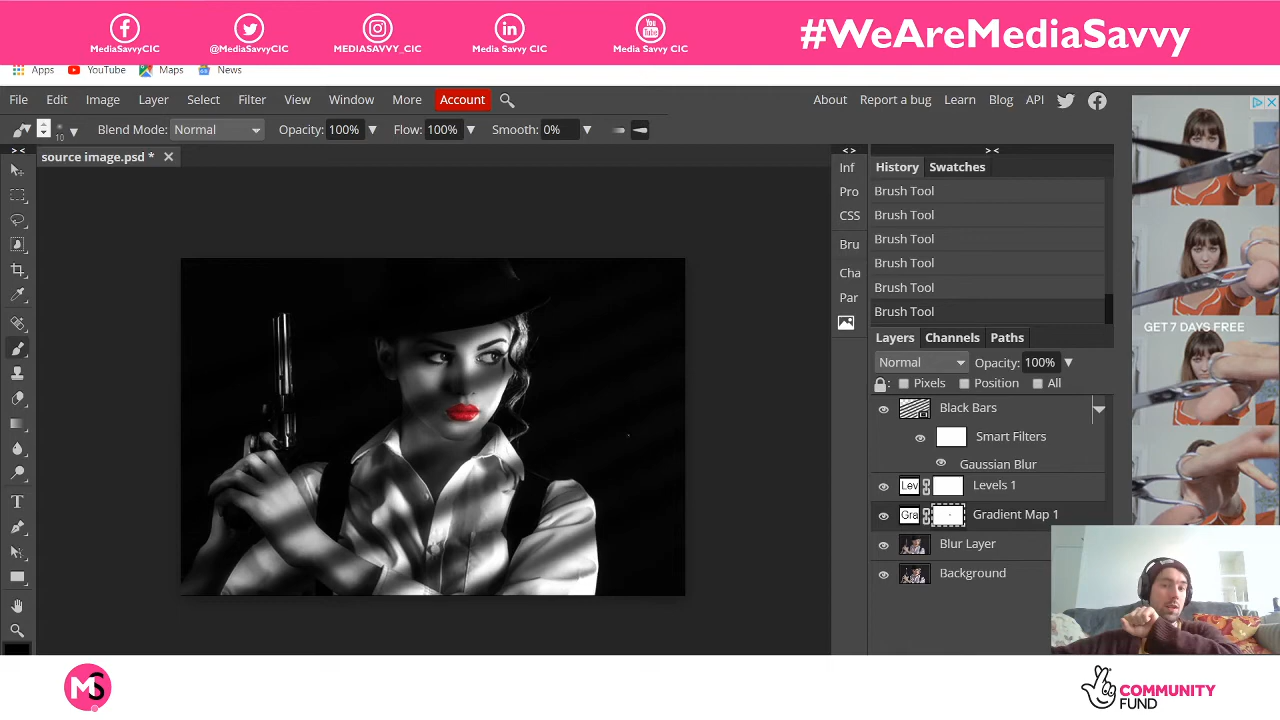 MediaSavvyCIC
@MediaSavvyCIC
MEDIASAVVY_CIC
Media Savvy CIC
You Tube
Media Savvy CIC
#WeAreMediaSavvy
Apps YouTube Maps News
File Edit Image Layer Select Filter View Window More Account
About Report a bug Learn Blog API
10 Blend Mode: Normal Opacity: 100% Flow: 100% Smooth: 0%
> < source image.psd * < > > <
Inf
Pro
CSS
Bru
Cha
Par
History Swatches
Brush Tool
Brush Tool
Brush Tool
Brush Tool
Brush Tool
Brush Tool
Layers Channels Paths
Normal Opacity: 100%
Pixels Position All
Black Bars
Smart Filters
Gaussian Blur
Lev Levels 1
Gra Gradient Map 1
Blur Layer
Background
GET 7 DAYS FREE
MS
COMMUNITY
FUND